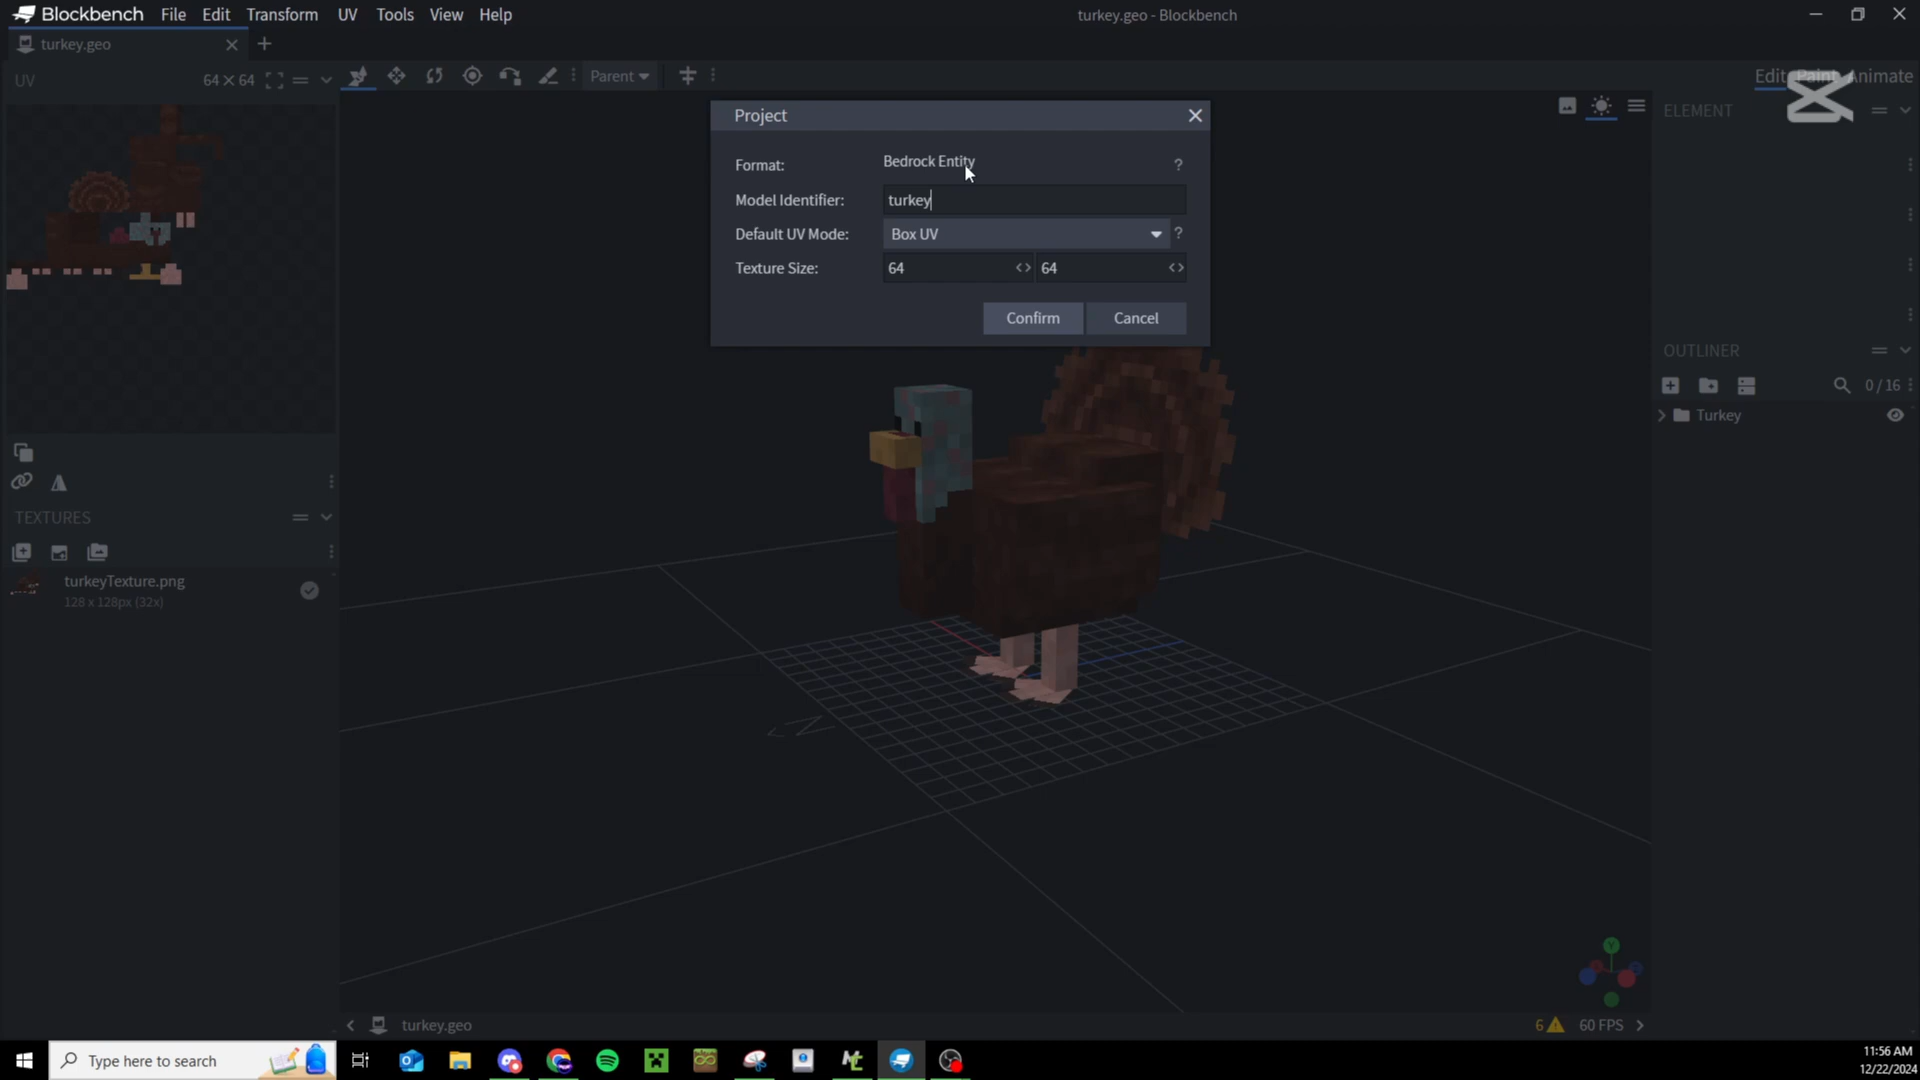 Blockbench File Edit Transform UV Tools View Help turkey.geo - Blockbench
turkey.geo
UV 64 × 64 Parent Edit Paint Animate
ELEMENT
Project
Format: Bedrock Entity ?
Model Identifier: turkey
Default UV Mode: Box UV ?
Texture Size: 64 64
Confirm Cancel
OUTLINER
0 / 16
Turkey
TEXTURES
turkeyTexture.png
128 x 128px (32x)
turkey.geo 6 60 FPS
Type here to search 11:56 AM
12/22/2024